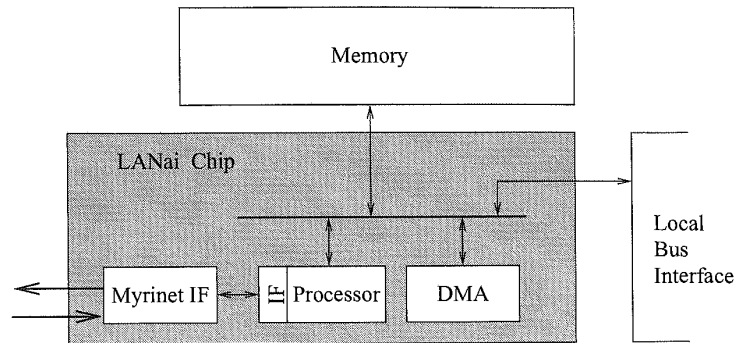 Memory
LANai Chip
Local
Bus
Interface
Myrinet IF
IF
Processor
DMA